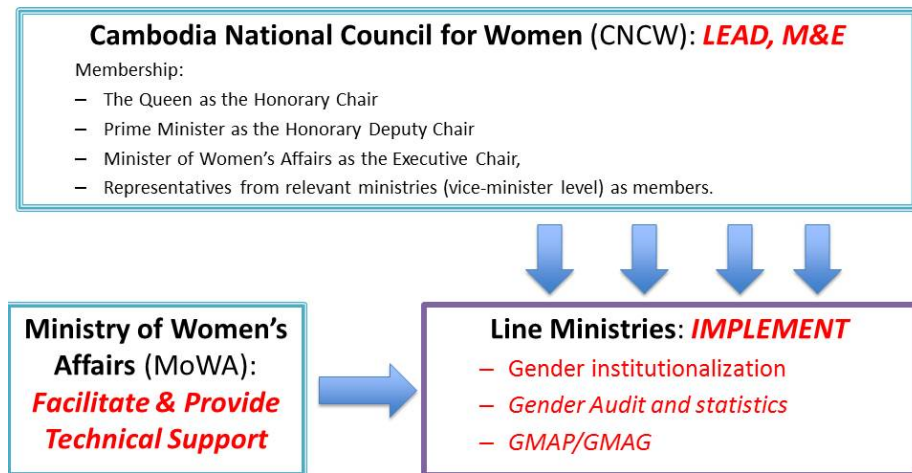 Cambodia National Council for Women (CNCW): LEAD, M&E
Membership:
– The Queen as the Honorary Chair
– Prime Minister as the Honorary Deputy Chair
– Minister of Women's Affairs as the Executive Chair,
– Representatives from relevant ministries (vice-minister level) as members.
Ministry of Women's
Affairs (MoWA):
Facilitate & Provide
Technical Support
Line Ministries: IMPLEMENT
– Gender institutionalization
– Gender Audit and statistics
– GMAP/GMAG